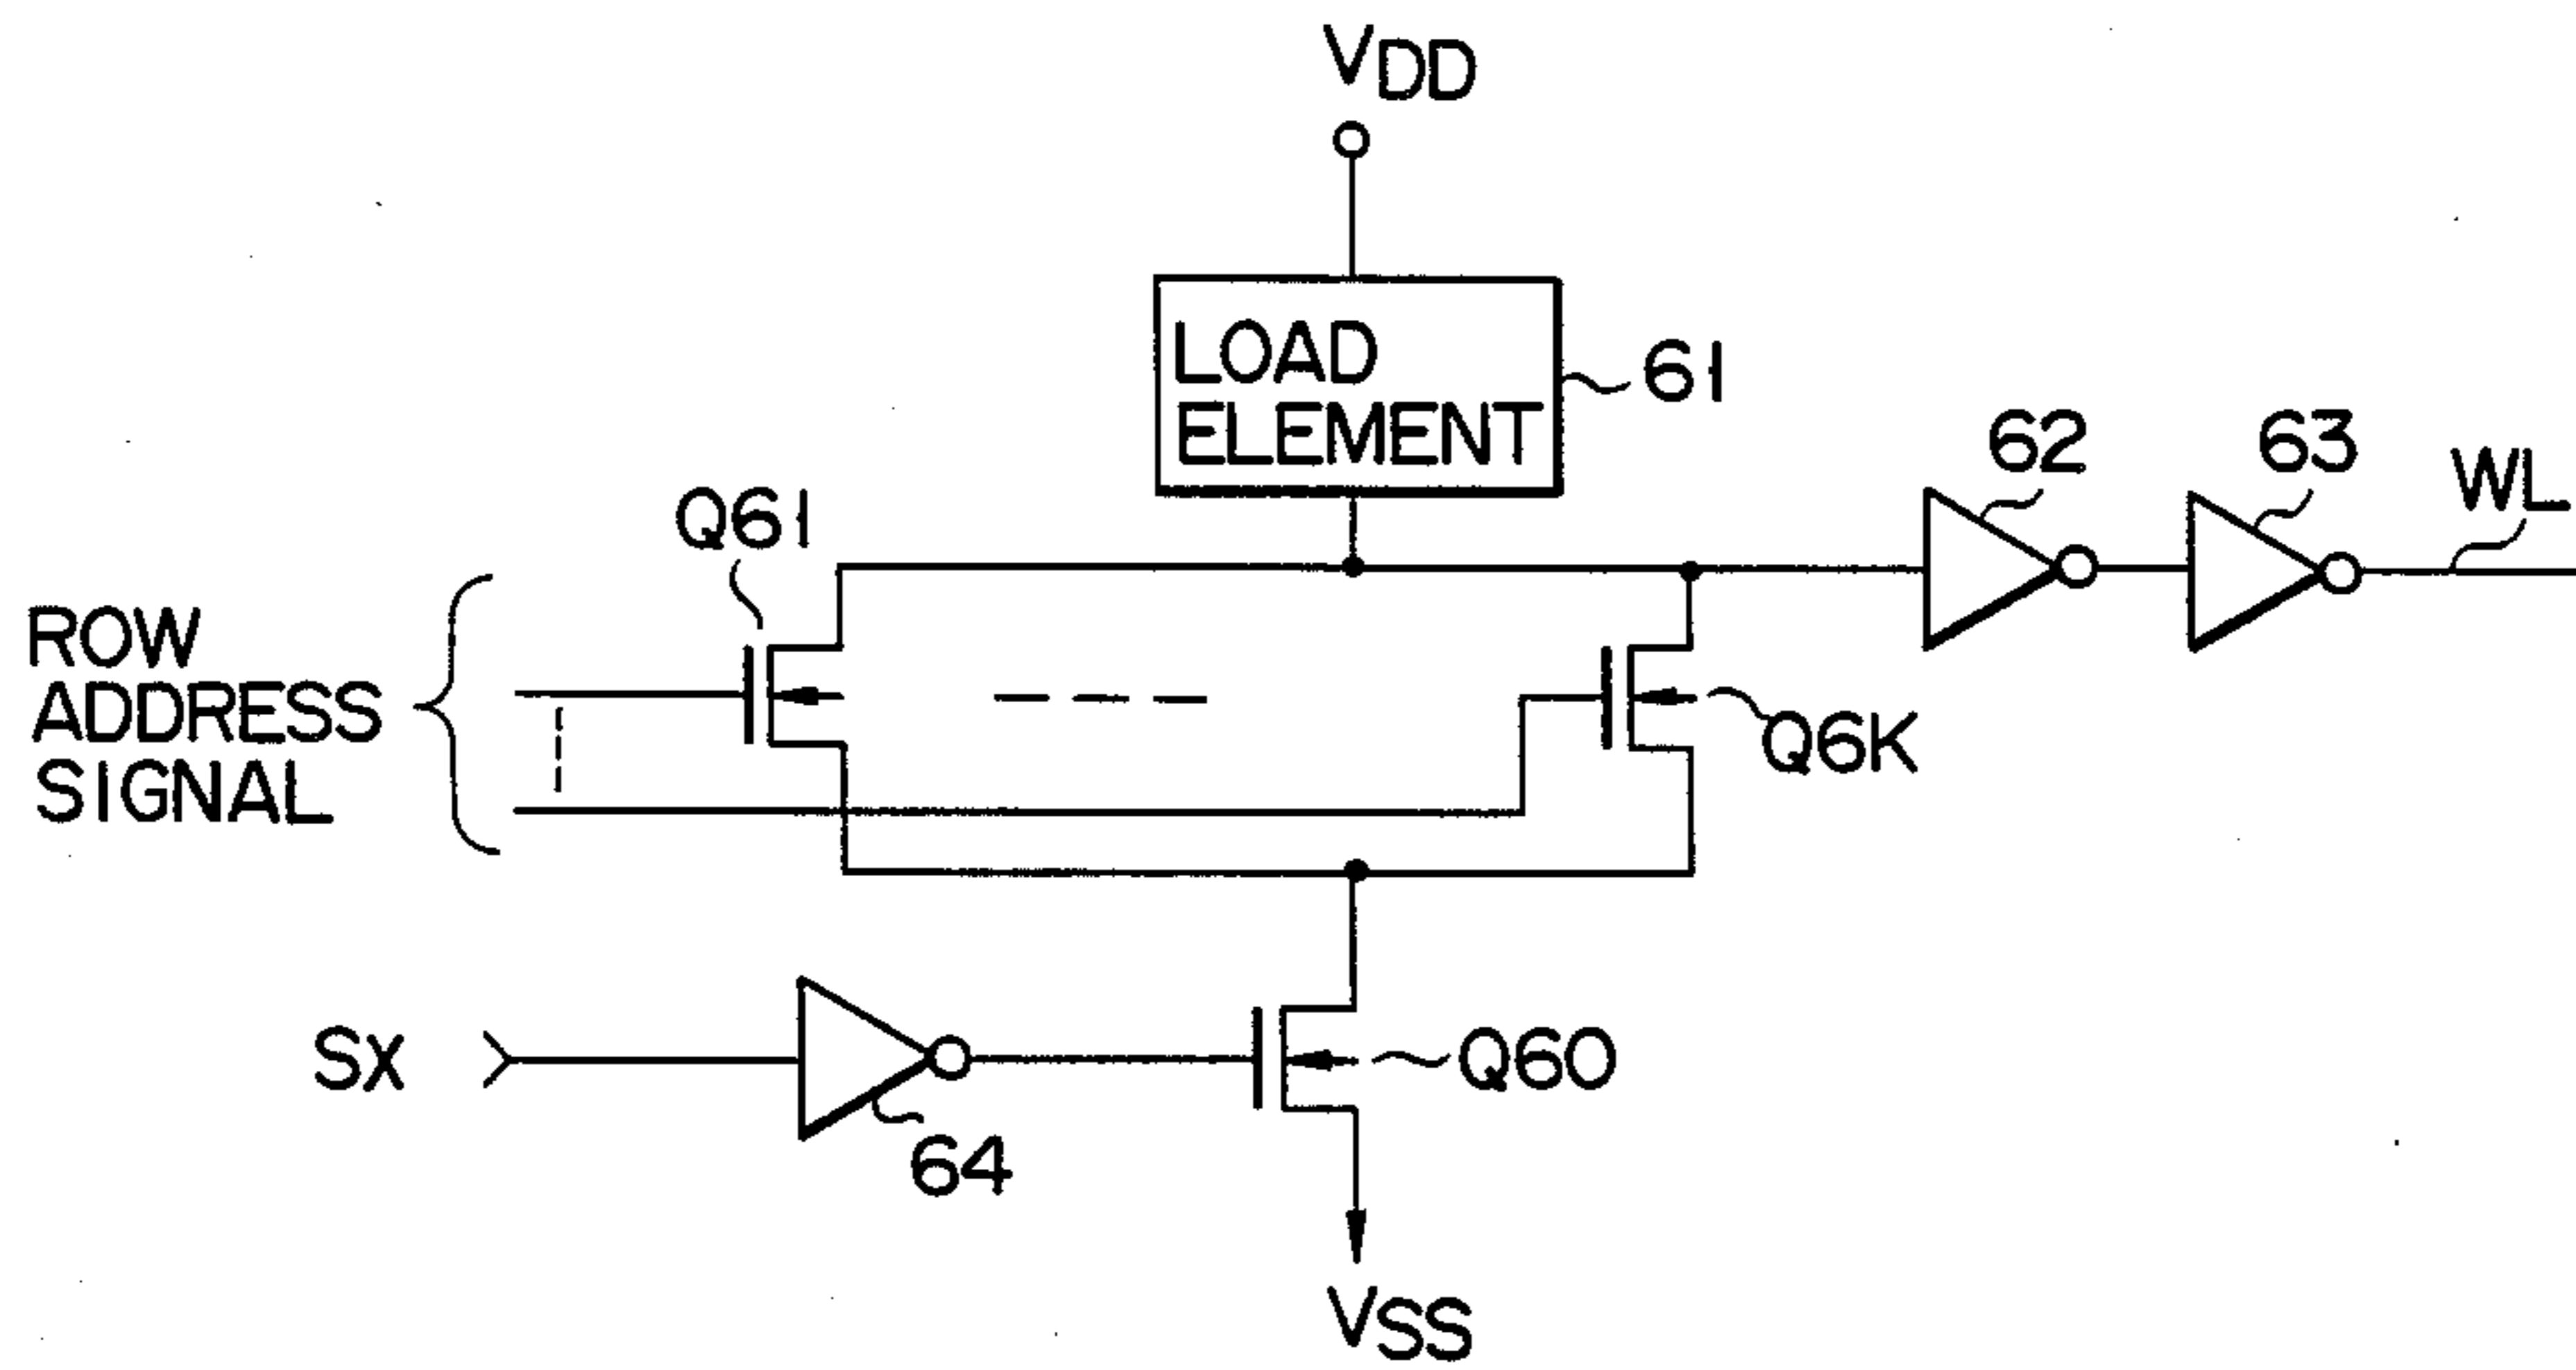 VDD
LOAD
ELEMENT
61
62
63
WL
Q61
ROW
ADDRESS
SIGNAL
Q6K
SX
64
Q60
VSS